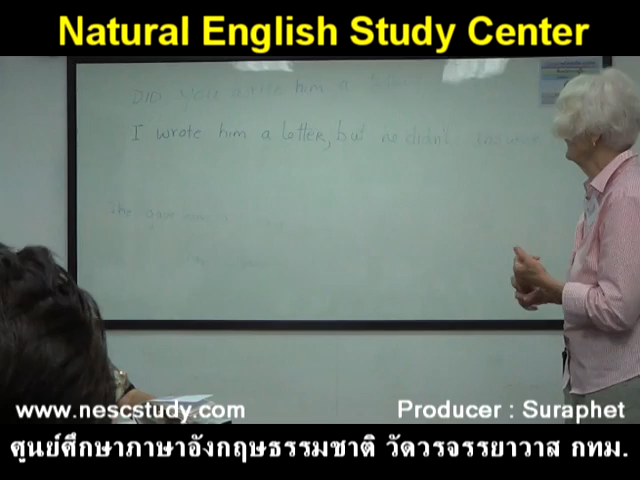 Natural English Study Center
DID you write him a
I wrote him a letter, but he didn't
she gave him
www.nescstudy.com
Producer : Suraphet
ศูนย์ศึกษาภาษาอังกฤษธรรมชาติ วัดวรจรรยาวาส กทม.